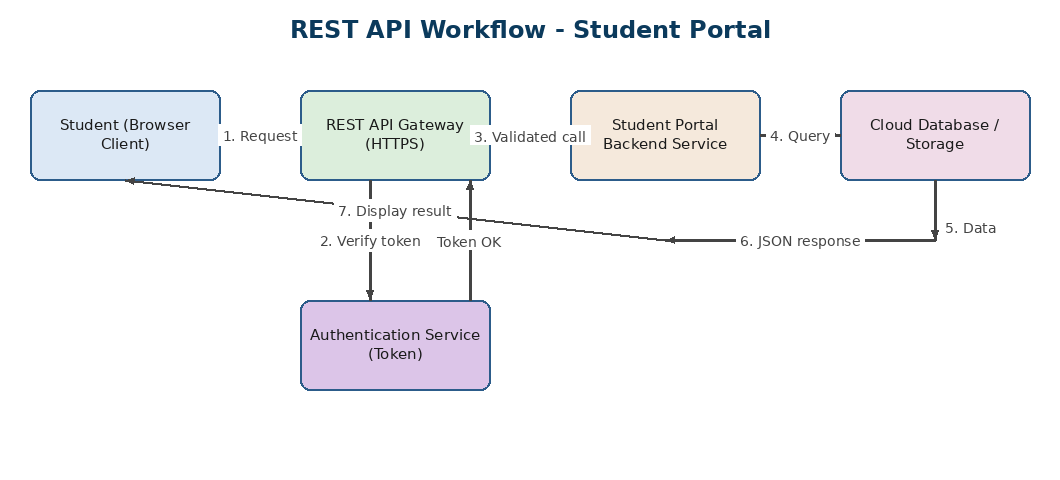 REST API Workflow - Student Portal
Student (Browser
Client)
1. Request
REST API Gateway
(HTTPS)
3. Validated call
Student Portal
Backend Service
4. Query
Cloud Database /
Storage
7. Display result
2. Verify token
Token OK
6. JSON response
5. Data
Authentication Service
(Token)